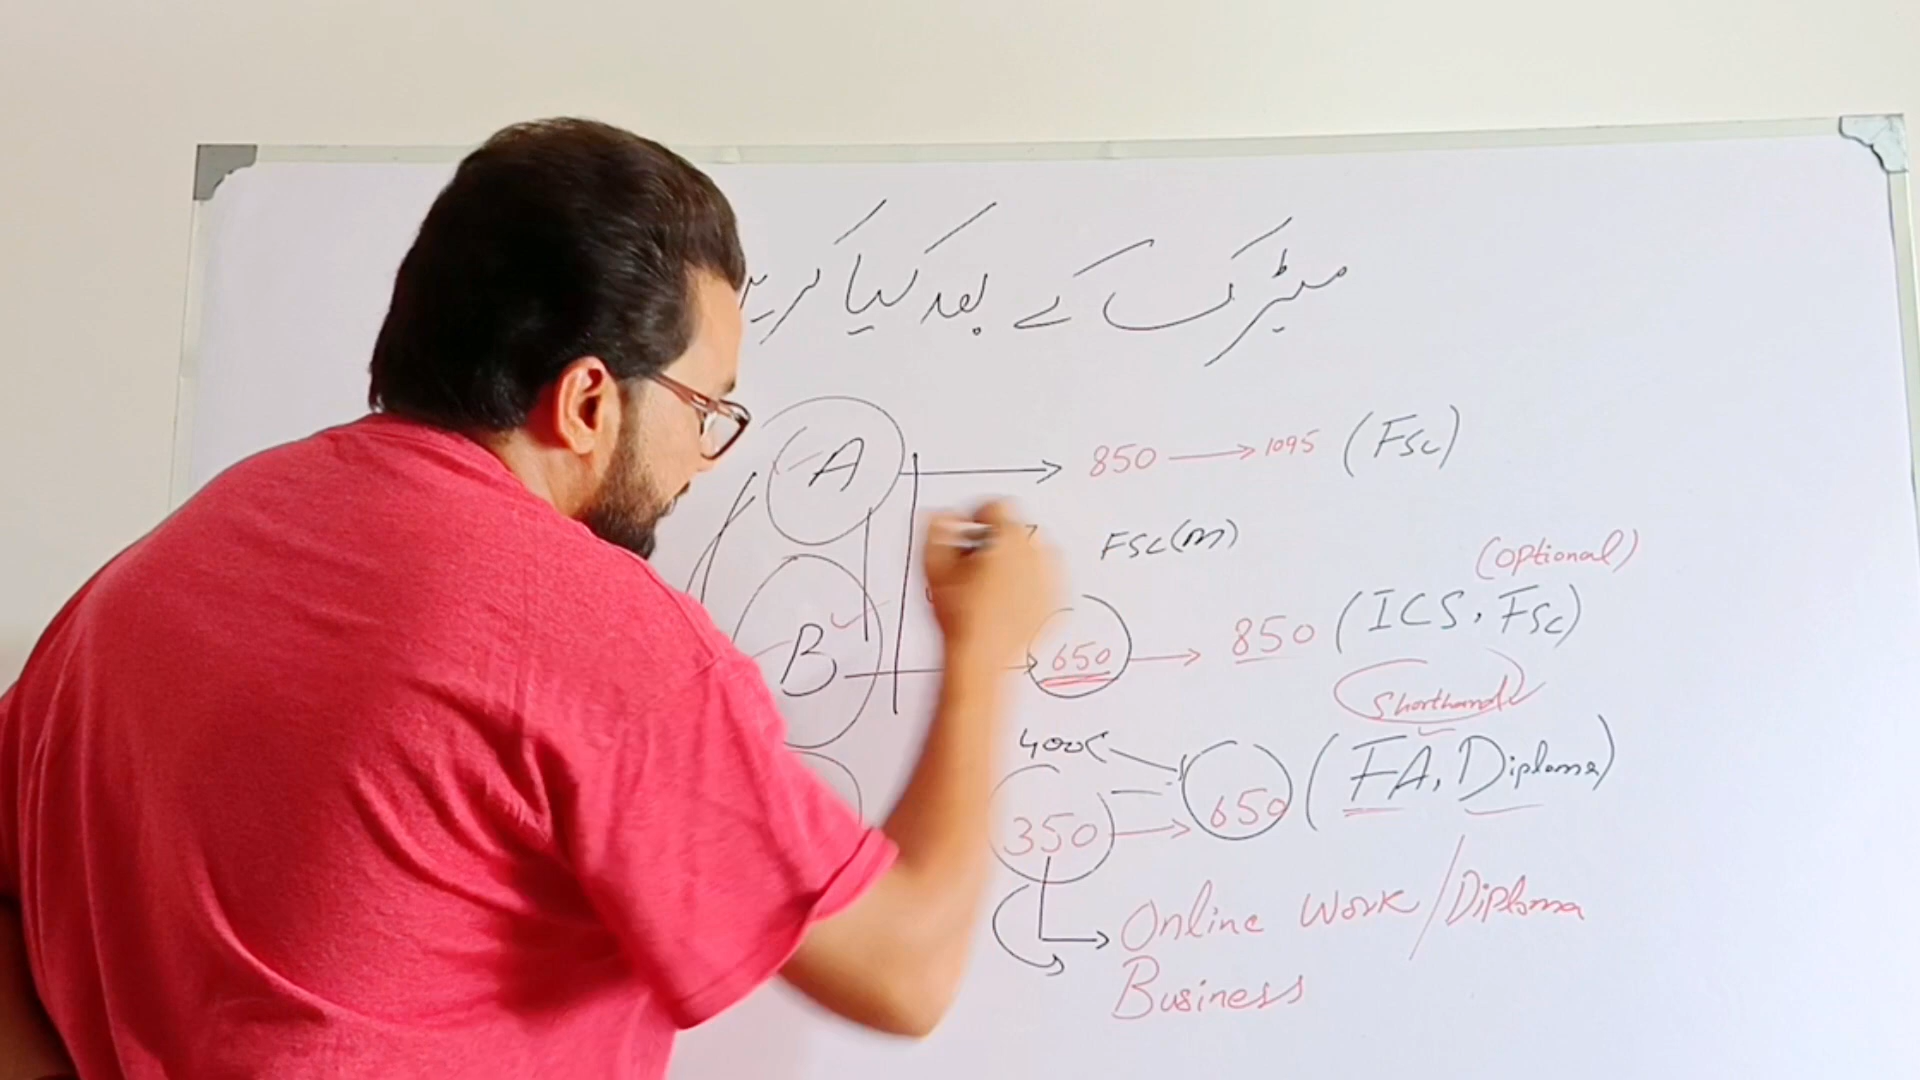 میٹرک کے بعد کیا کریں
A 850 → 1095 (FSc)
FSC(m)
(optional)
B → 650 → 850 (ICS, FSc)
Shorthand
400
350 → 650 (FA, Diploma)
Online Work/Diploma
Business